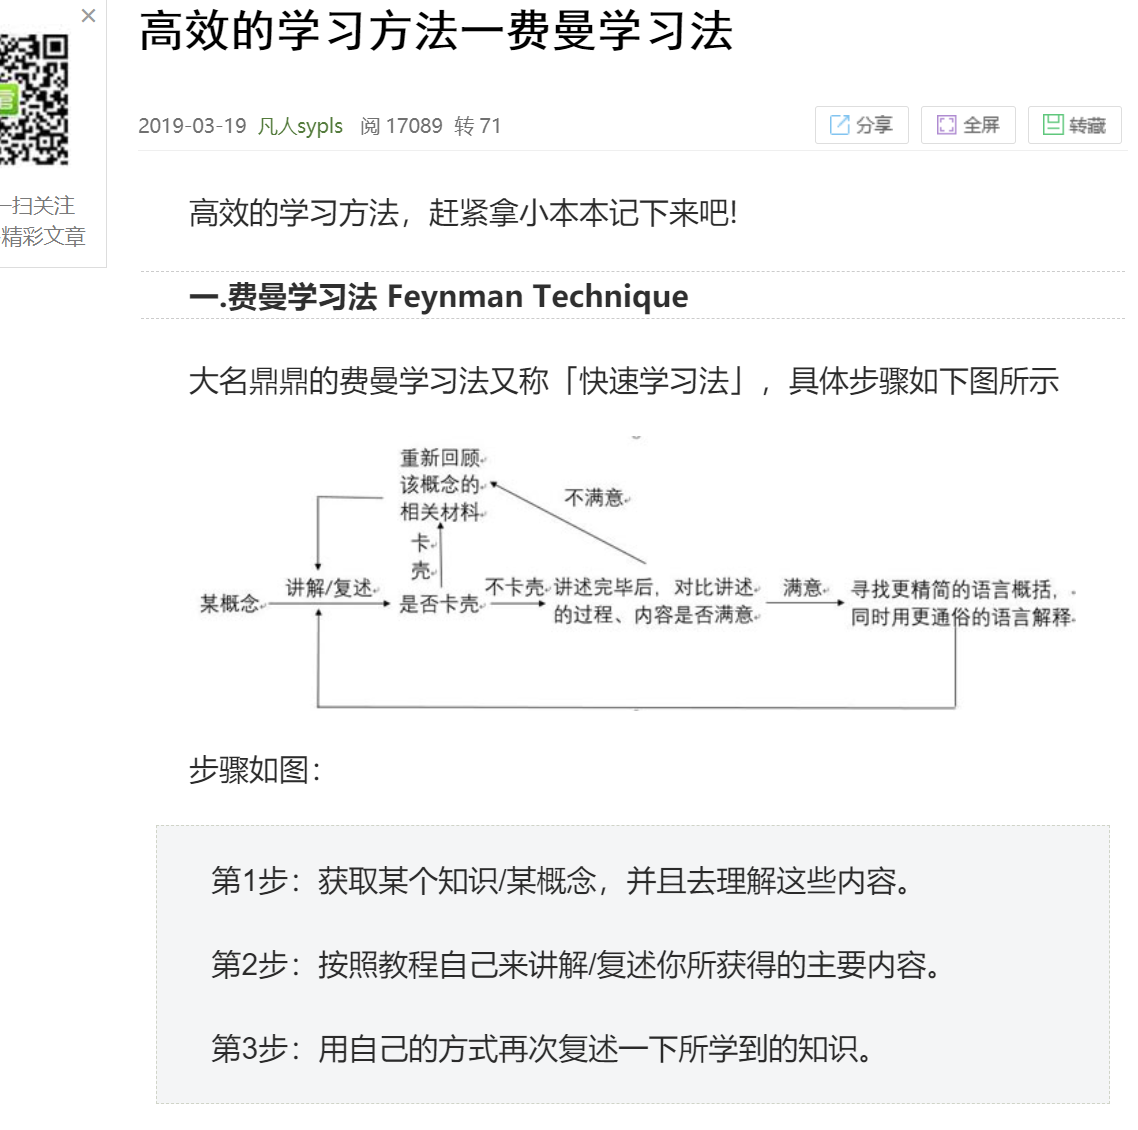 高效的学习方法一费曼学习法
2019-03-19 凡人sypls 阅 17089 转 71
分享
全屏
转藏
一扫关注
精彩文章
高效的学习方法，赶紧拿小本本记下来吧!
一.费曼学习法 Feynman Technique
大名鼎鼎的费曼学习法又称「快速学习法」，具体步骤如下图所示
重新回顾
该概念的
相关材料
不满意
卡
壳
某概念
讲解/复述
是否卡壳
不卡壳
讲述完毕后，对比讲述
的过程、内容是否满意
满意
寻找更精简的语言概括，
同时用更通俗的语言解释
步骤如图：
第1步：获取某个知识/某概念，并且去理解这些内容。
第2步：按照教程自己来讲解/复述你所获得的主要内容。
第3步：用自己的方式再次复述一下所学到的知识。